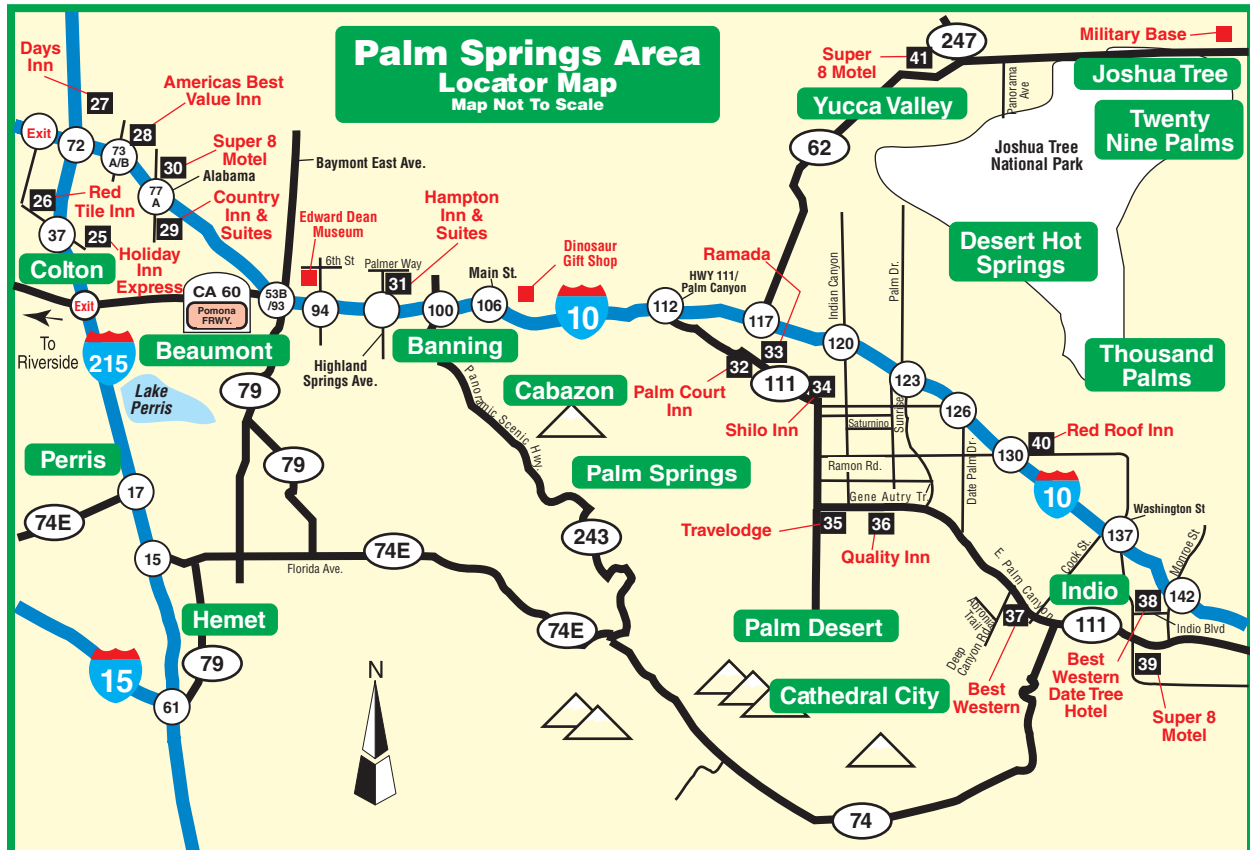 Palm Springs Area
Locator Map
Map Not To Scale
Days
Inn
27
Americas Best
Value Inn
28
Super 8
Motel
30
Exit
72
73
A/B
77
A
Alabama
26
Red
Tile Inn
29
Country
Inn &
Suites
37
25
Holiday
Inn
Express
Colton
Exit
CA 60
Pomona
FRWY.
To
Riverside
215
Beaumont
Lake
Perris
Baymont East Ave.
Edward Dean
Museum
6th St
53B
/93
94
Highland
Springs Ave.
Palmer Way
31
Hampton
Inn &
Suites
100
Main St.
106
Dinosaur
Gift Shop
10
Banning
Cabazon
Panoramic Scenic Hwy.
Palm Springs
243
79
79
Perris
17
74E
15
74E
Florida Ave.
74E
Hemet
79
15
61
N
Super
8 Motel
41
247
Military Base
Joshua Tree
Yucca Valley
Panorama
Ave
Twenty
Nine Palms
Joshua Tree
National Park
62
Desert Hot
Springs
Thousand
Palms
Ramada
HWY 111/
Palm Canyon
112
117
Indian Canyon
Palm Dr.
120
33
32
111
34
Palm Court
Inn
Shilo Inn
123
Sunrise
Saturnino
126
Date Palm Dr.
Ramon Rd.
Gene Autry Tr.
130
40
Red Roof Inn
10
Travelodge
35
36
Quality Inn
Washington St
137
Monroe St
Cook St.
E. Palm Canyon
Indio
38
142
Indio Blvd
111
Palm Desert
Abronia
Trail
37
Deep
Canyon Rd.
Best
Western
Best
Western
Date Tree
Hotel
39
Super 8
Motel
Cathedral City
74